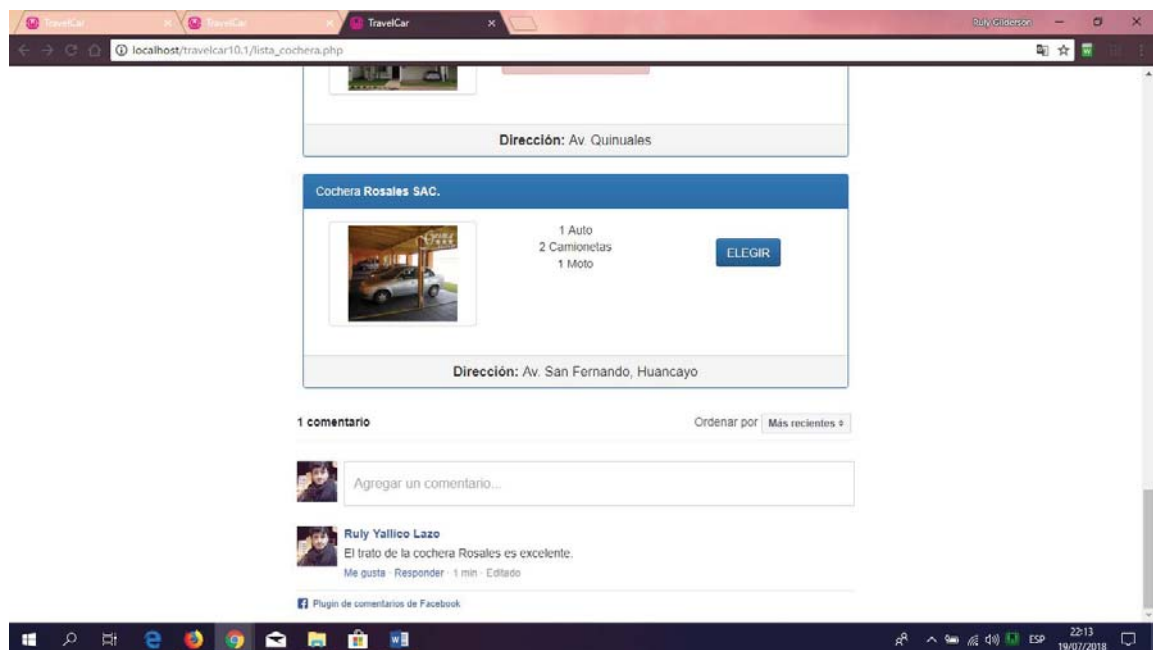 TravelCar
TravelCar
TravelCar
Ruly Gilderson
localhost/travelcar10.1/lista_cochera.php
Dirección: Av. Quinuales
Cochera Rosales SAC.
1 Auto
2 Camionetas
1 Moto
ELEGIR
Dirección: Av. San Fernando, Huancayo
1 comentario
Ordenar por Más recientes
Agregar un comentario...
Ruly Yallico Lazo
El trato de la cochera Rosales es excelente.
Me gusta · Responder · 1 min · Editado
Plugin de comentarios de Facebook
ESP
22:13
19/07/2018